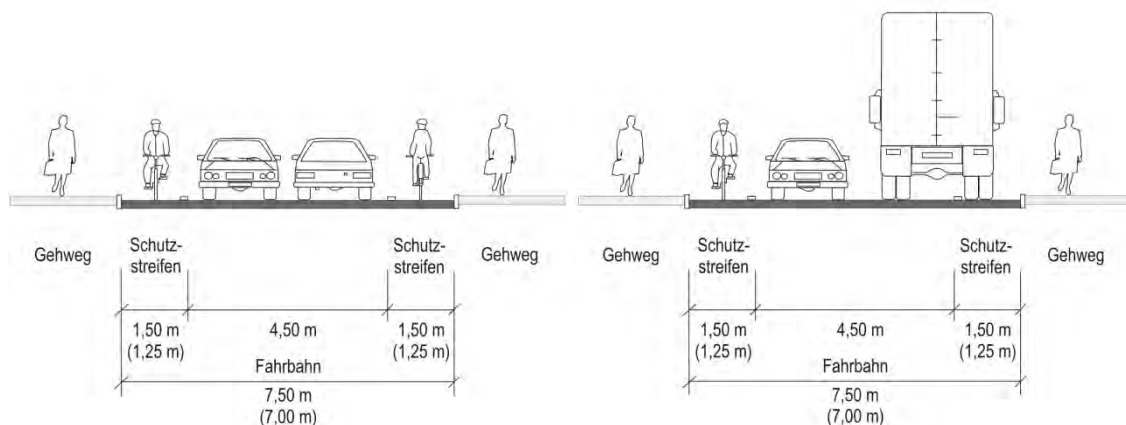 Gehweg
Schutz-
streifen
Schutz-
streifen
Gehweg
1,50 m
(1,25 m)
4,50 m
1,50 m
(1,25 m)
Fahrbahn
7,50 m
(7,00 m)
Gehweg
Schutz-
streifen
Schutz-
streifen
Gehweg
1,50 m
(1,25 m)
4,50 m
1,50 m
(1,25 m)
Fahrbahn
7,50 m
(7,00 m)